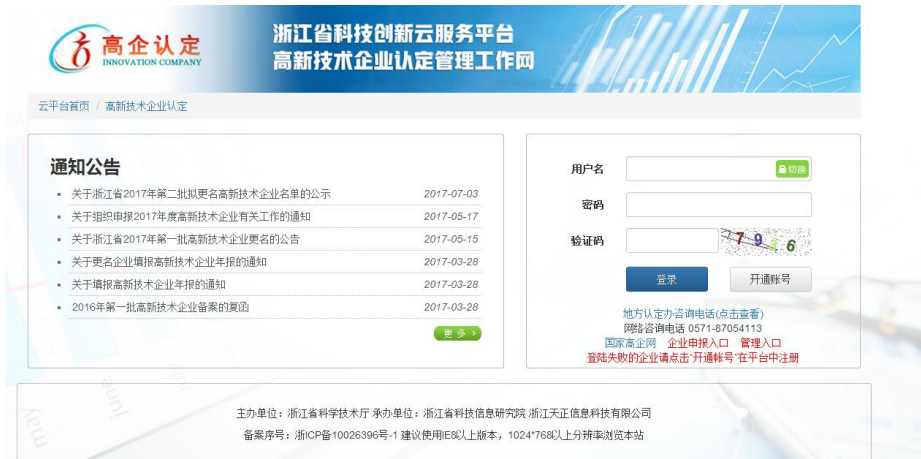 高企认定
INNOVATION COMPANY
浙江省科技创新云服务平台
高新技术企业认定管理工作网
云平台首页 / 高新技术企业认定
通知公告
关于浙江省2017年第二批拟更名高新技术企业名单的公示 2017-07-03
关于组织申报2017年度高新技术企业有关工作的通知 2017-05-17
关于浙江省2017年第一批高新技术企业更名的公告 2017-05-15
关于更名企业填报高新技术企业年报的通知 2017-03-28
关于填报高新技术企业年报的通知 2017-03-28
2016年第一批高新技术企业备案的复函 2017-03-28
更多
用户名 切换
密码
验证码
登录 开通账号
地方认定办咨询电话(点击查看)
网络咨询电话 0571-87054113
国家高企网 企业申报入口 管理入口
登陆失败的企业请点击“开通帐号”在平台中注册
主办单位：浙江省科学技术厅 承办单位：浙江省科技信息研究院 浙江天正信息科技有限公司
备案序号：浙ICP备10026396号-1 建议使用IE8以上版本，1024*768以上分辨率浏览本站
May
June